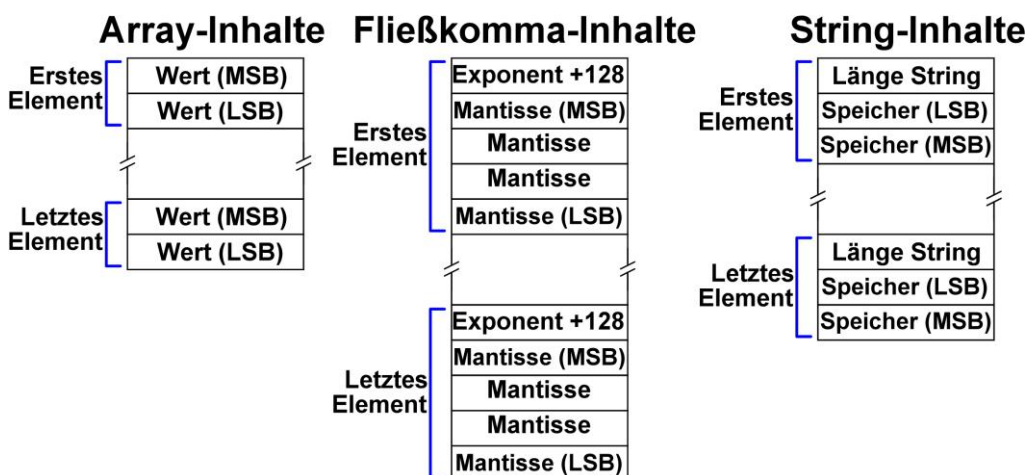 Array-Inhalte
Erstes
Element
Wert (MSB)
Wert (LSB)
Letztes
Element
Wert (MSB)
Wert (LSB)
Fließkomma-Inhalte
Erstes
Element
Exponent +128
Mantisse (MSB)
Mantisse
Mantisse
Mantisse (LSB)
Letztes
Element
Exponent +128
Mantisse (MSB)
Mantisse
Mantisse
Mantisse (LSB)
String-Inhalte
Erstes
Element
Länge String
Speicher (LSB)
Speicher (MSB)
Letztes
Element
Länge String
Speicher (LSB)
Speicher (MSB)